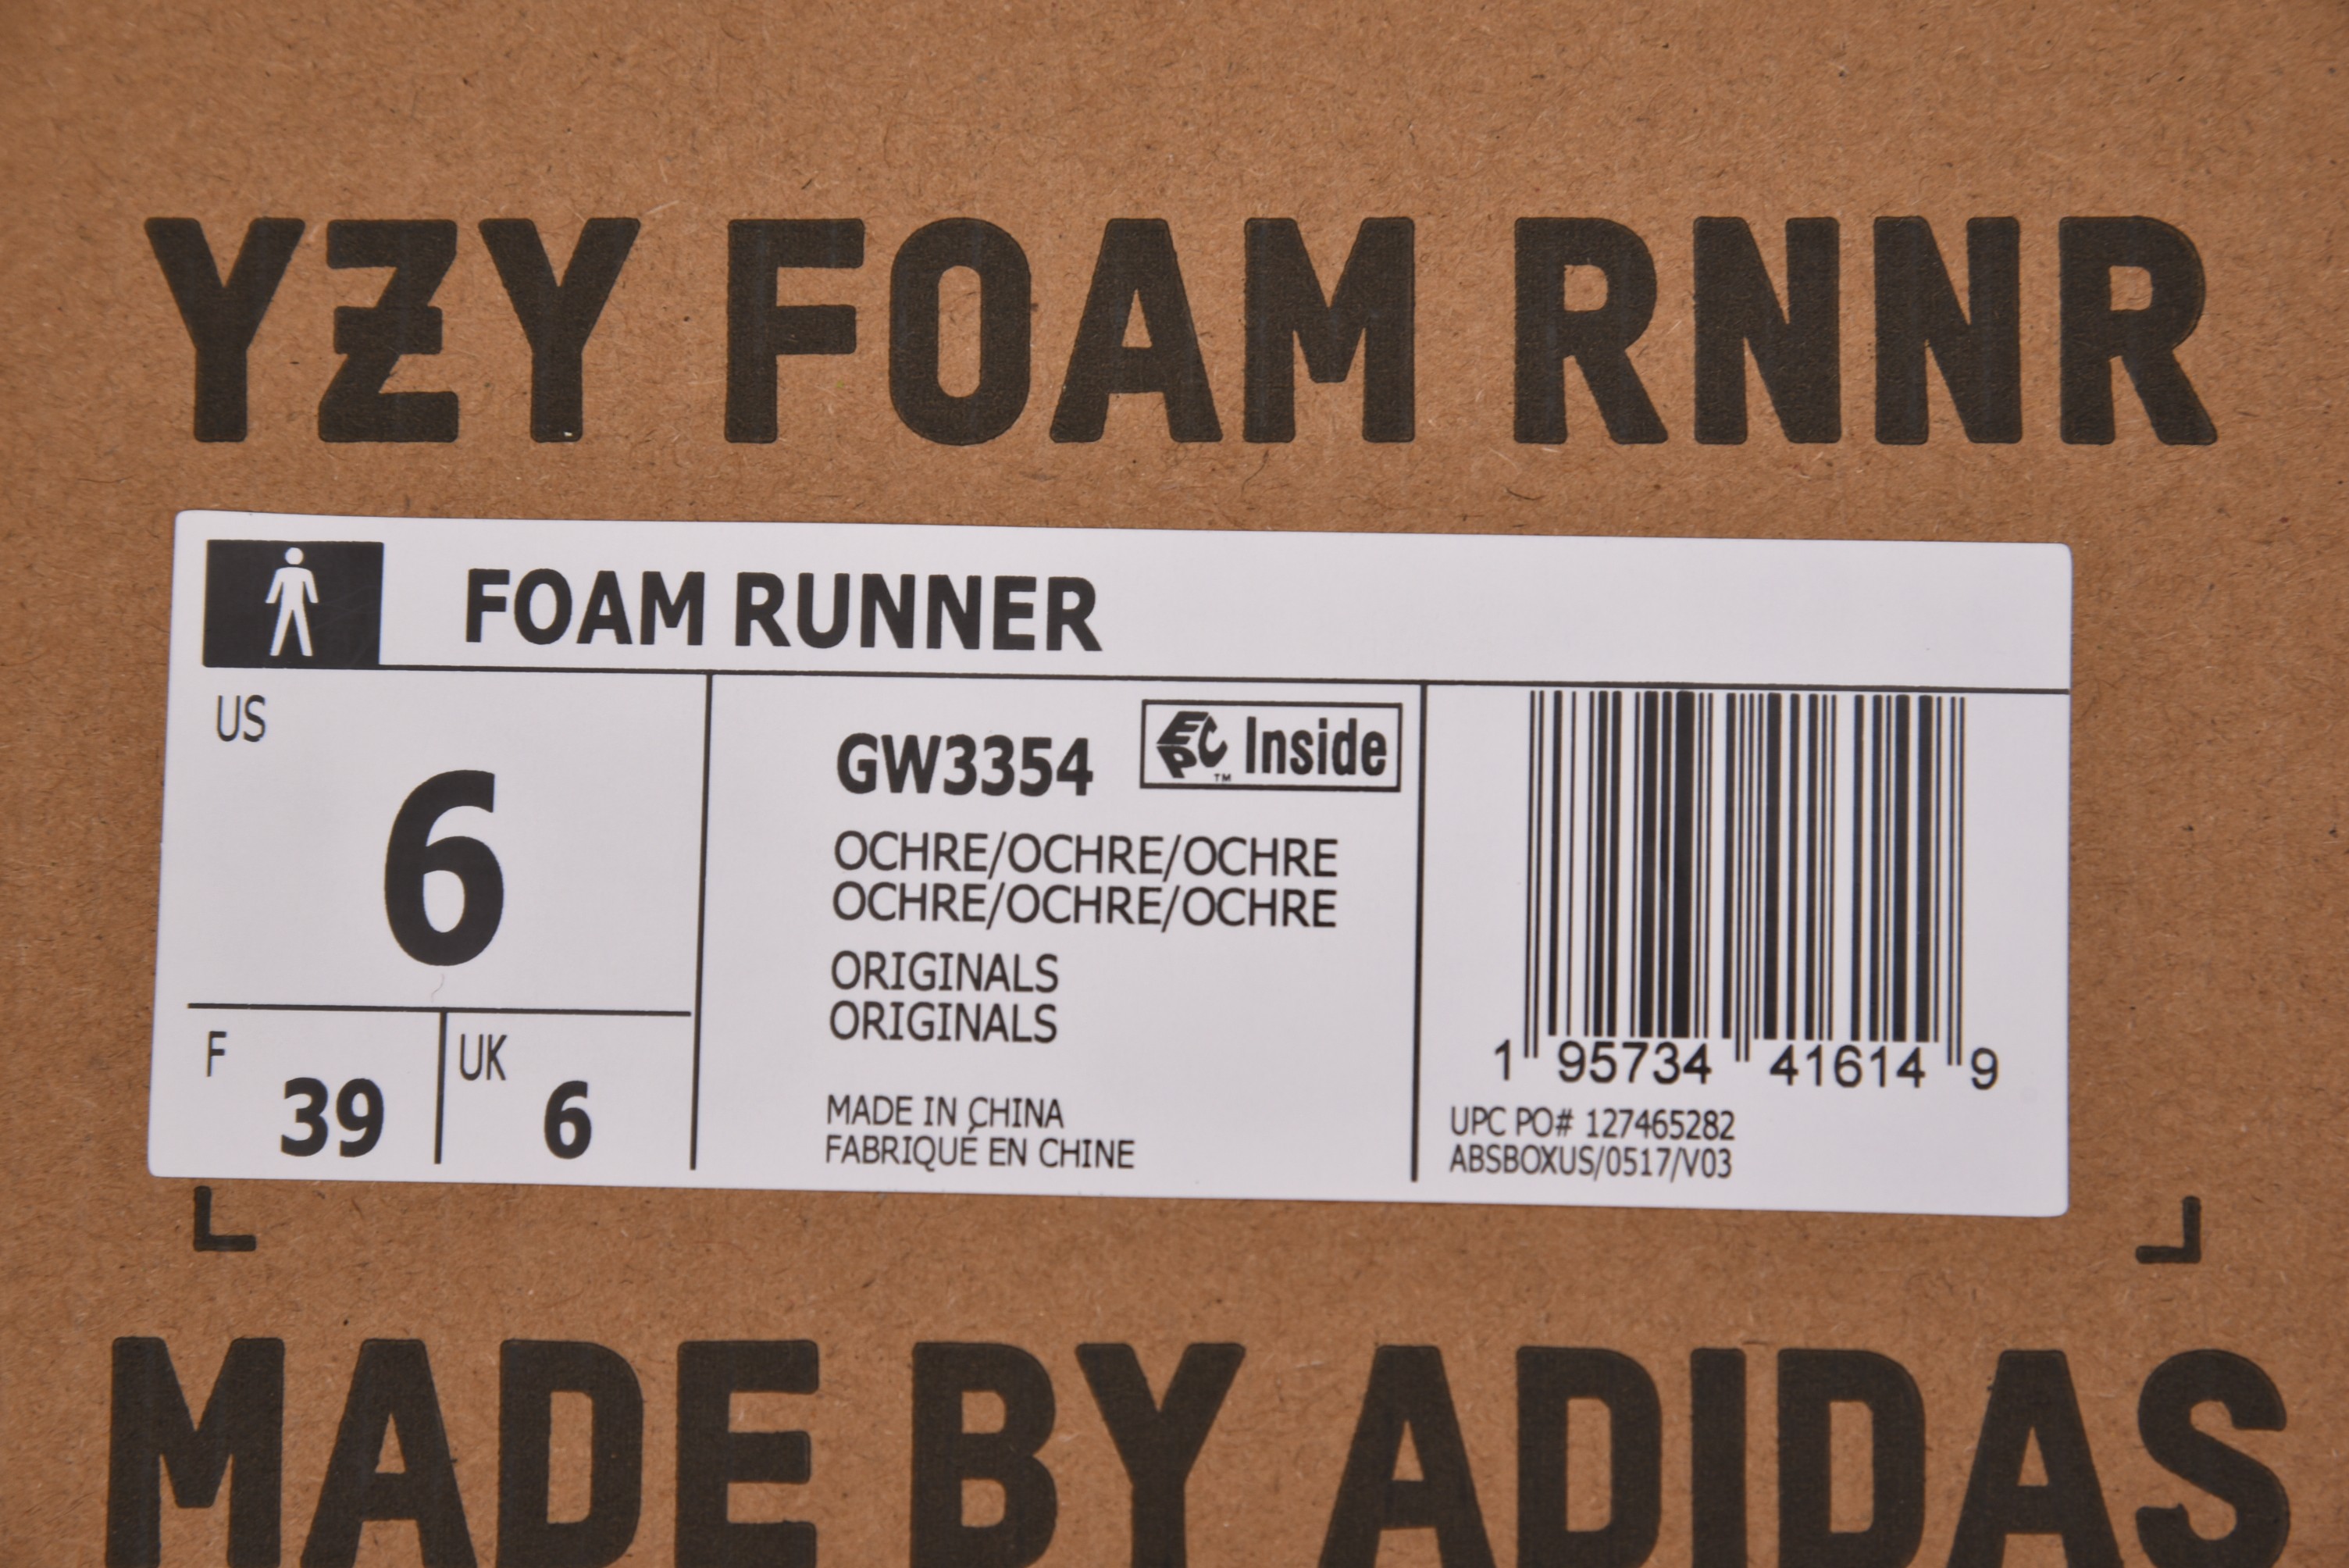 YZY FOAM RNNR
FOAM RUNNER
US
6
F
39
UK
6
GW3354
EPC™ Inside
OCHRE/OCHRE/OCHRE
OCHRE/OCHRE/OCHRE
ORIGINALS
ORIGINALS
MADE IN CHINA
FABRIQUÉ EN CHINE
1 95734 41614 9
UPC PO# 127465282
ABSBOXUS/0517/V03
MADE BY ADIDAS